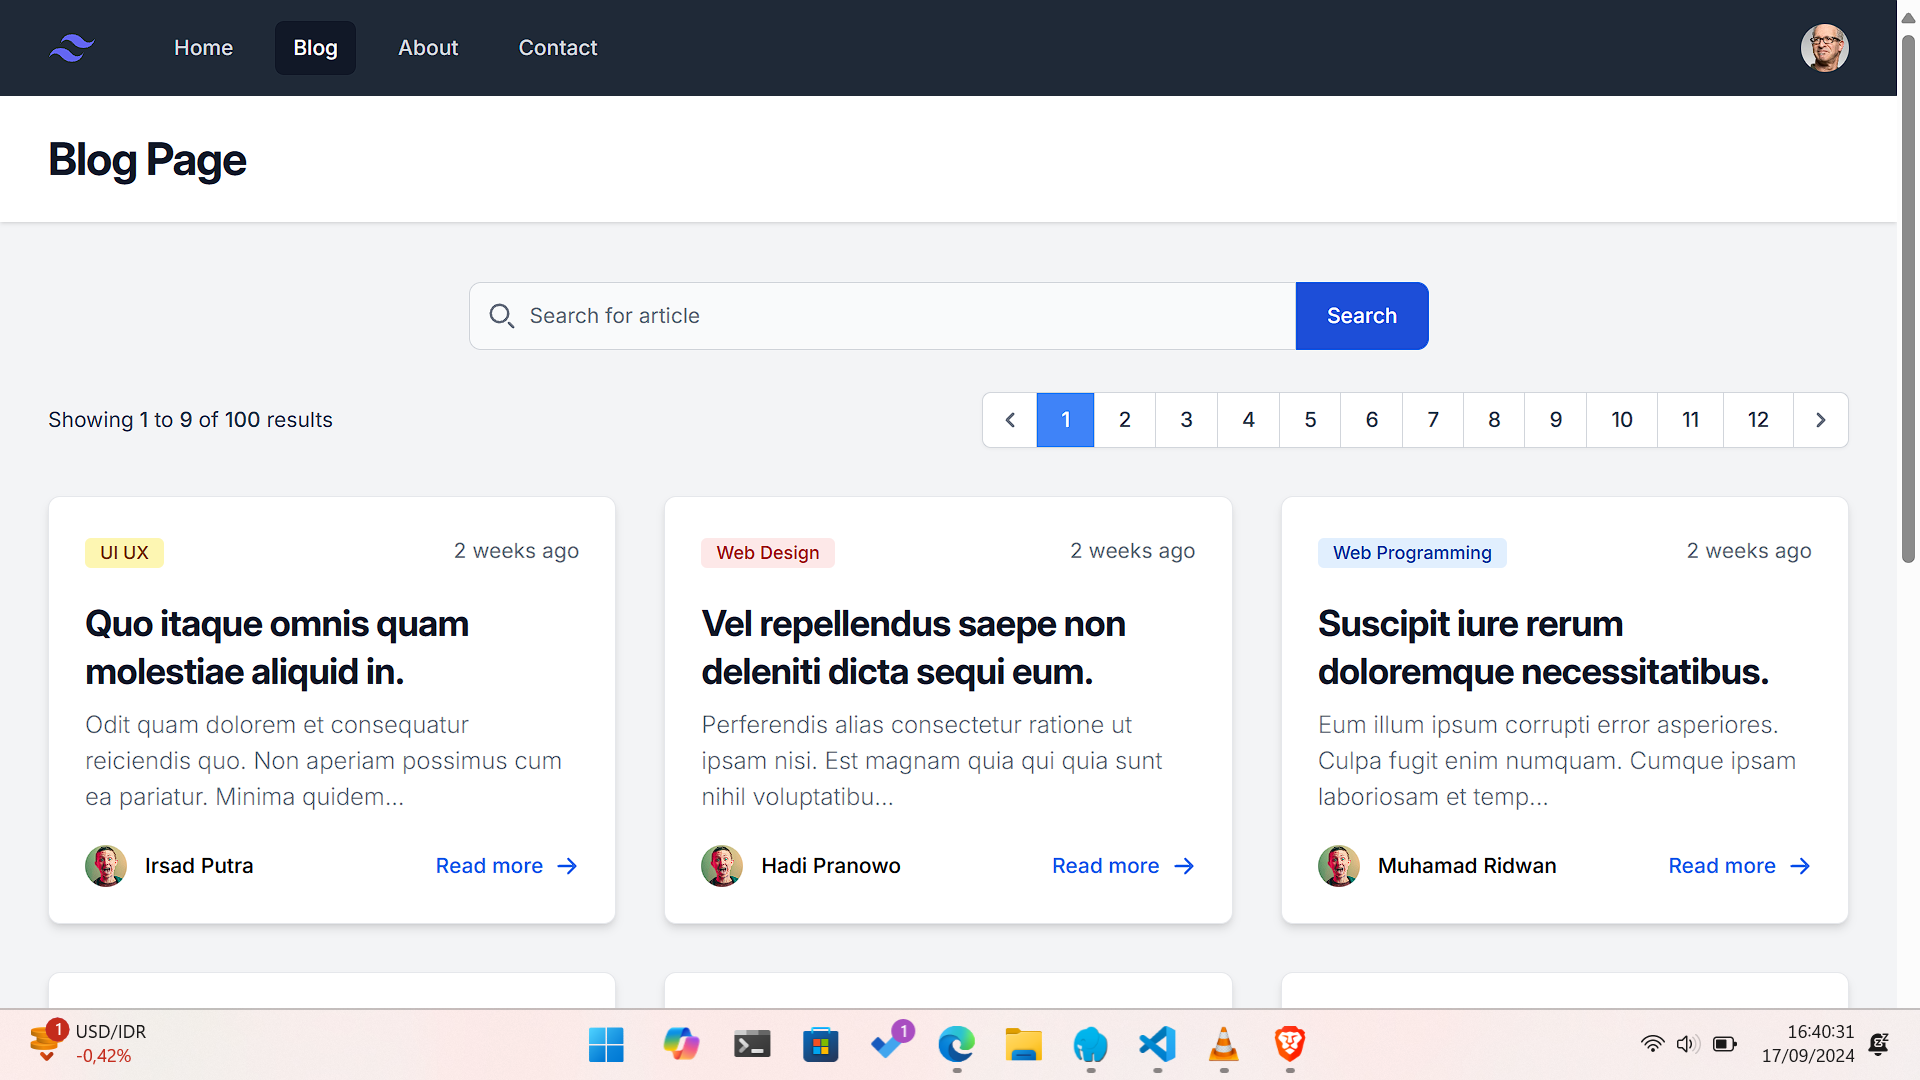 Home Blog About Contact
Blog Page
Search for article Search
Showing 1 to 9 of 100 results 1 2 3 4 5 6 7 8 9 10 11 12
UI UX 2 weeks ago
Quo itaque omnis quam
molestiae aliquid in.
Odit quam dolorem et consequatur
reiciendis quo. Non aperiam possimus cum
ea pariatur. Minima quidem...
Irsad Putra Read more
Web Design 2 weeks ago
Vel repellendus saepe non
deleniti dicta sequi eum.
Perferendis alias consectetur ratione ut
ipsam nisi. Est magnam quia qui quia sunt
nihil voluptatibu...
Hadi Pranowo Read more
Web Programming 2 weeks ago
Suscipit iure rerum
doloremque necessitatibus.
Eum illum ipsum corrupti error asperiores.
Culpa fugit enim numquam. Cumque ipsam
laboriosam et temp...
Muhamad Ridwan Read more
1 USD/IDR
-0,42%
1
16:40:31
17/09/2024